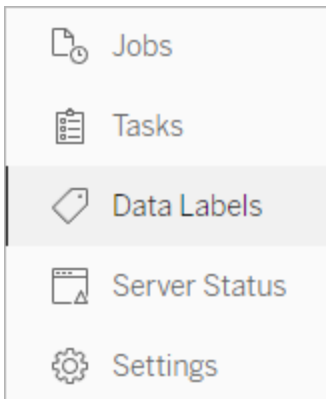 Jobs
Tasks
Data Labels
Server Status
Settings